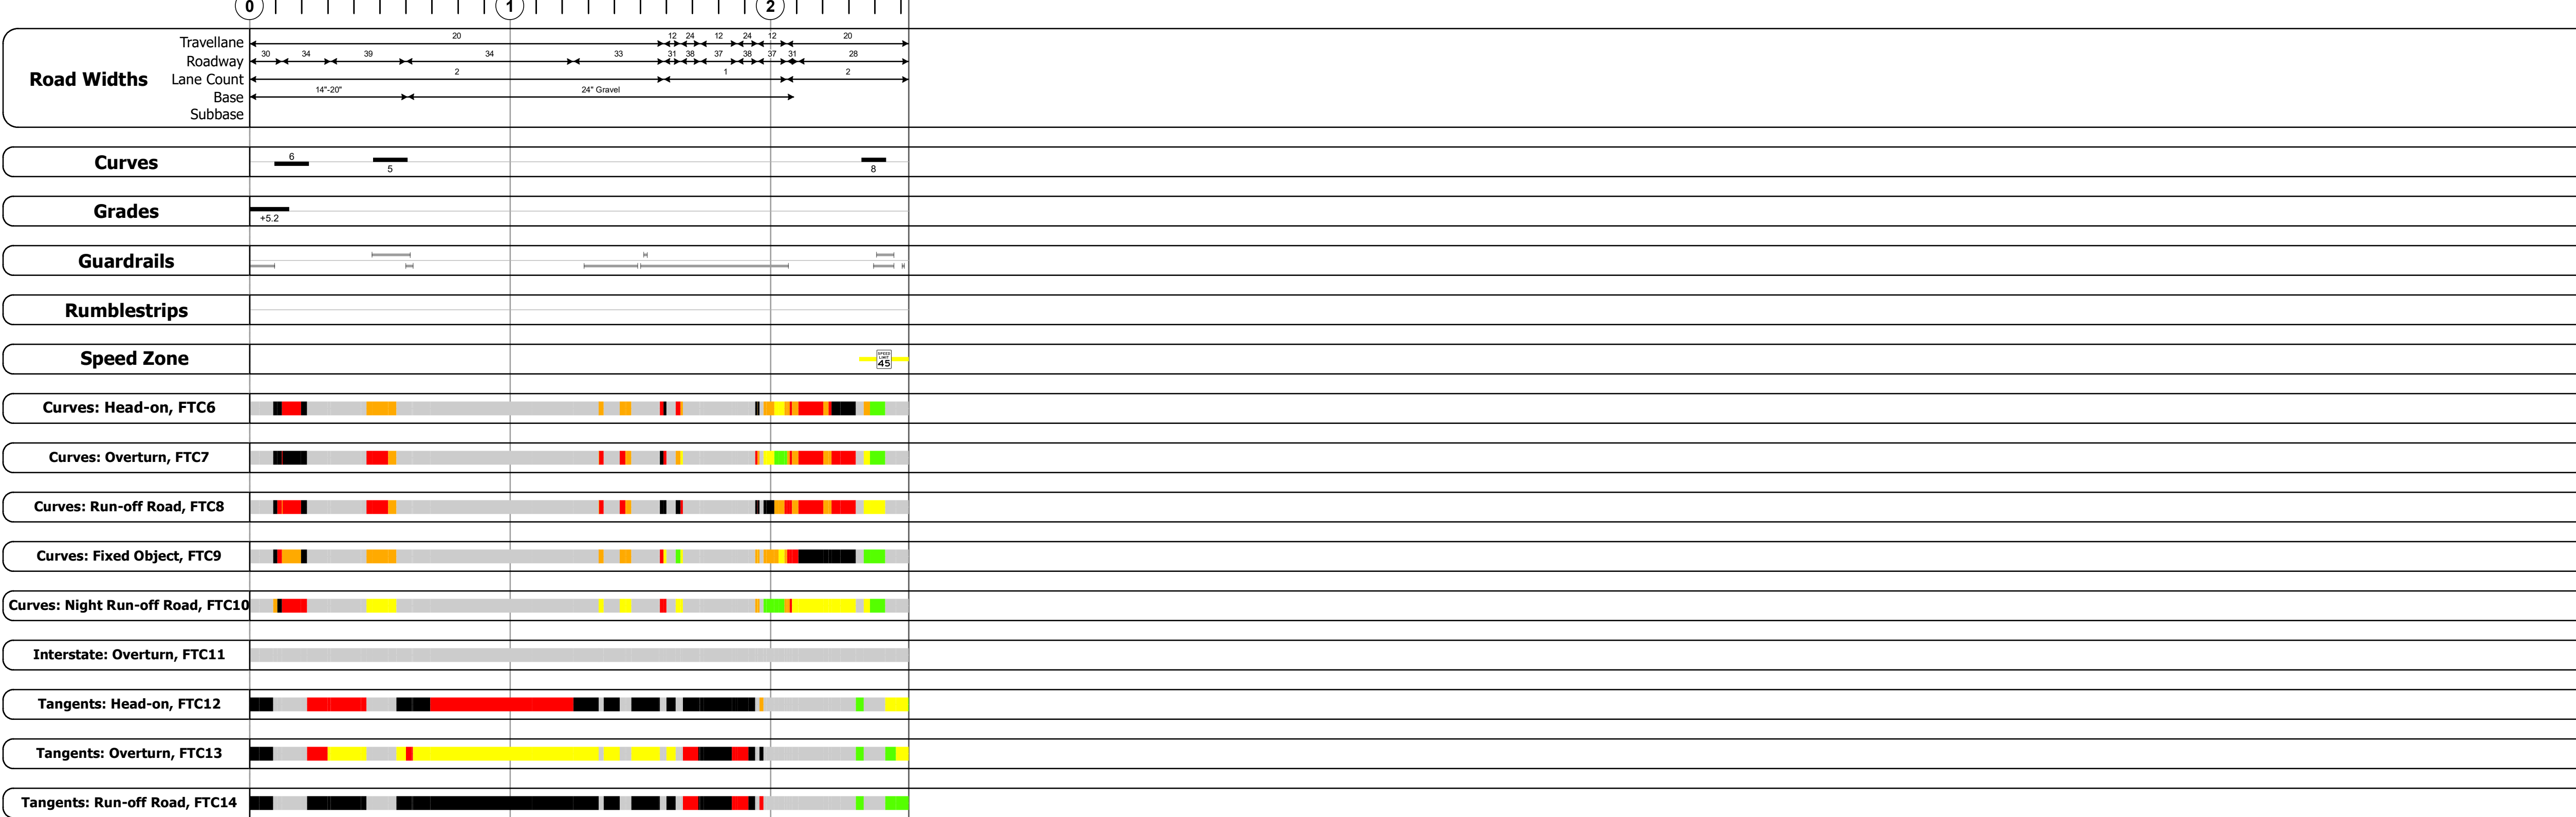 0 1 2
Travellane 20 12 24 12 24 12 20
30 34 39 34 33 31 38 37 38 37 31 28
Roadway
Road Widths
Lane Count 2 1 2
Base 14"-20" 24" Gravel
Subbase
Curves 6 5 8
Grades +5.2
Guardrails
Rumblestrips
Speed Zone
SPEED
LIMIT
45
Curves: Head-on, FTC6
Curves: Overturn, FTC7
Curves: Run-off Road, FTC8
Curves: Fixed Object, FTC9
Curves: Night Run-off Road, FTC10
Interstate: Overturn, FTC11
Tangents: Head-on, FTC12
Tangents: Overturn, FTC13
Tangents: Run-off Road, FTC14